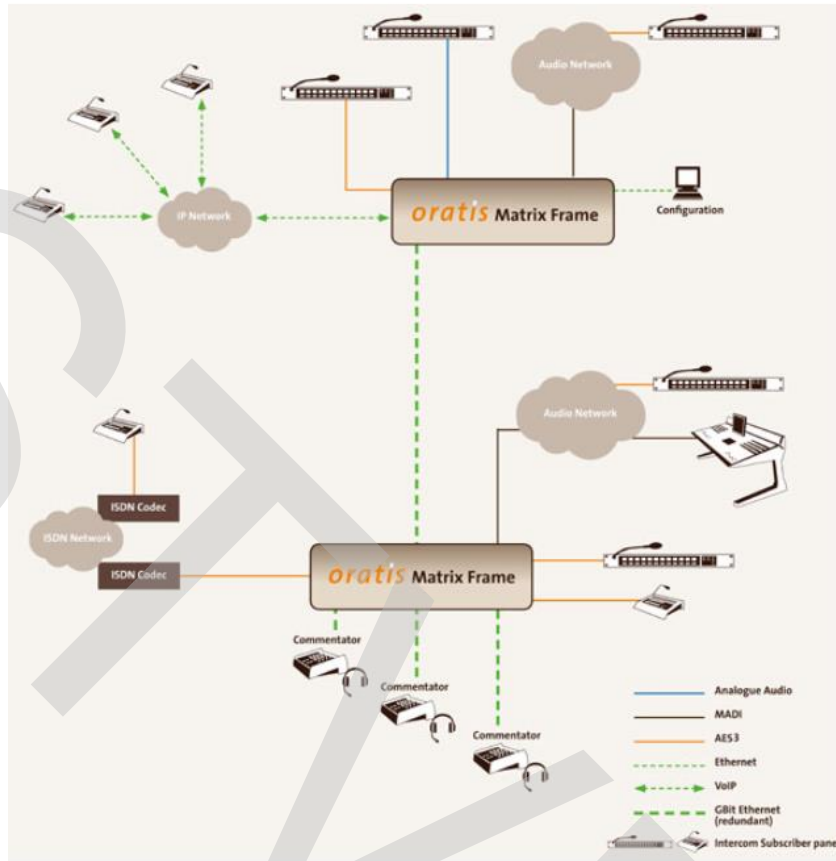 Audio Network
IP Network
oratis Matrix Frame
Configuration
Audio Network
ISDN Codec
ISDN Network
ISDN Codec
oratis Matrix Frame
Commentator
Commentator
Commentator
Analogue Audio
MADI
AES3
Ethernet
VoIP
GBit Ethernet
(redundant)
Intercom Subscriber pane